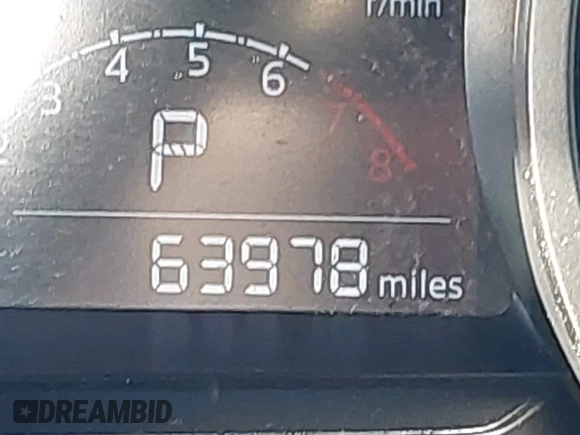 r/min
3 4 5 6 7 8
P
63978 miles
DREAMBID